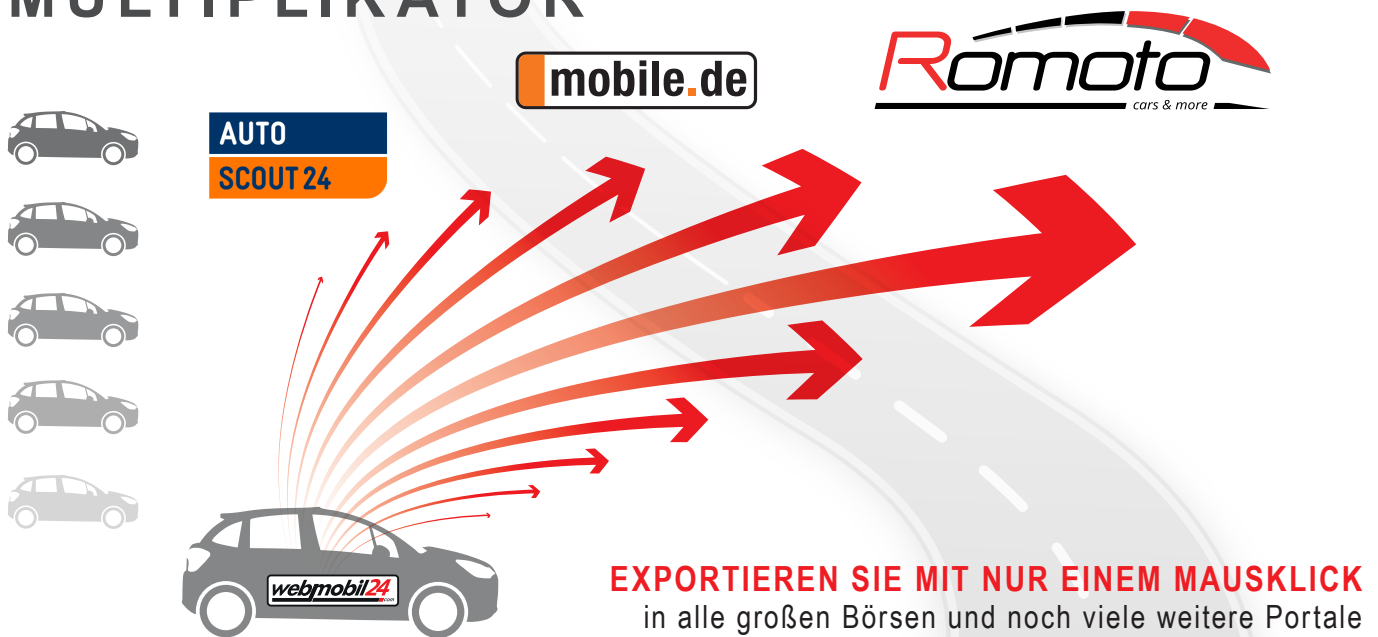 MULTIPLIKATOR
mobile.de
Romoto
cars & more
AUTO
SCOUT 24
webmobil24
.com
EXPORTIEREN SIE MIT NUR EINEM MAUSKLICK
in alle großen Börsen und noch viele weitere Portale